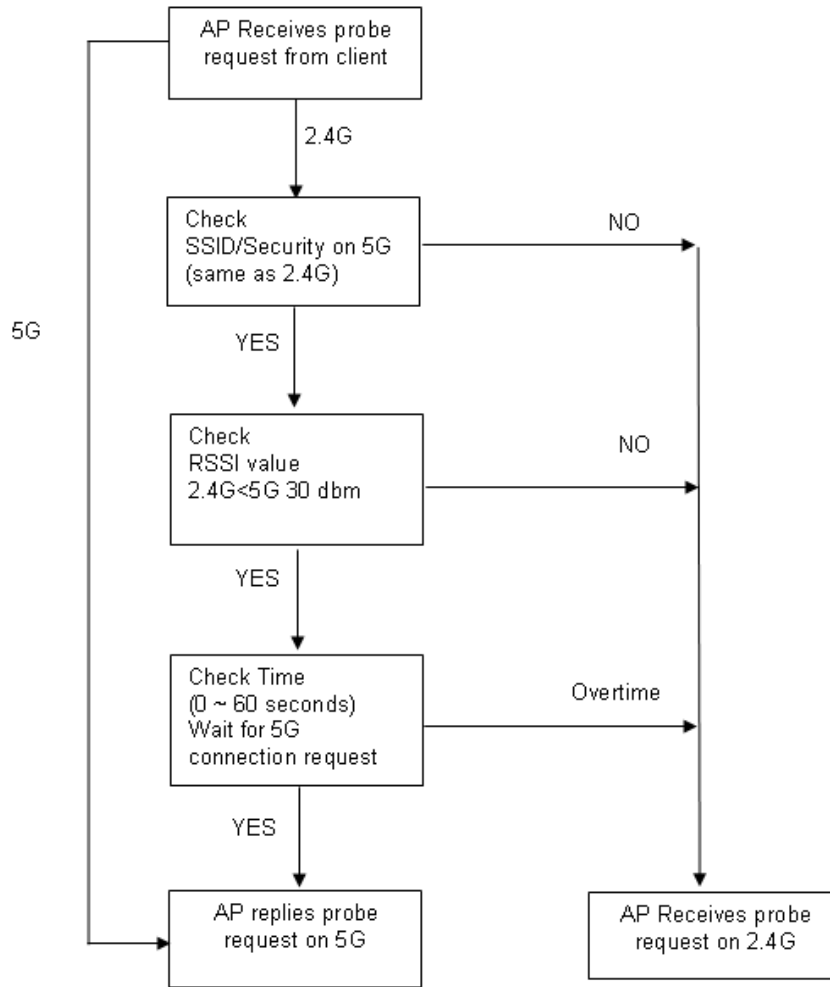 AP Receives probe
request from client
2.4G
Check
SSID/Security on 5G
(same as 2.4G)
NO
5G
YES
Check
RSSI value
2.4G<5G 30 dbm
NO
YES
Check Time
(0 ~ 60 seconds)
Wait for 5G
connection request
Overtime
YES
AP replies probe
request on 5G
AP Receives probe
request on 2.4G